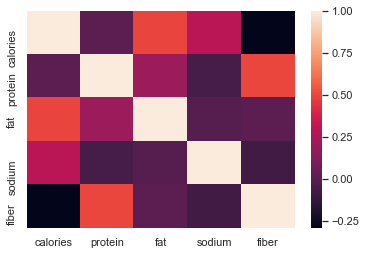 calories
protein
fat
sodium
fiber
calories protein fat sodium fiber
1.00
0.75
0.50
0.25
0.00
−0.25